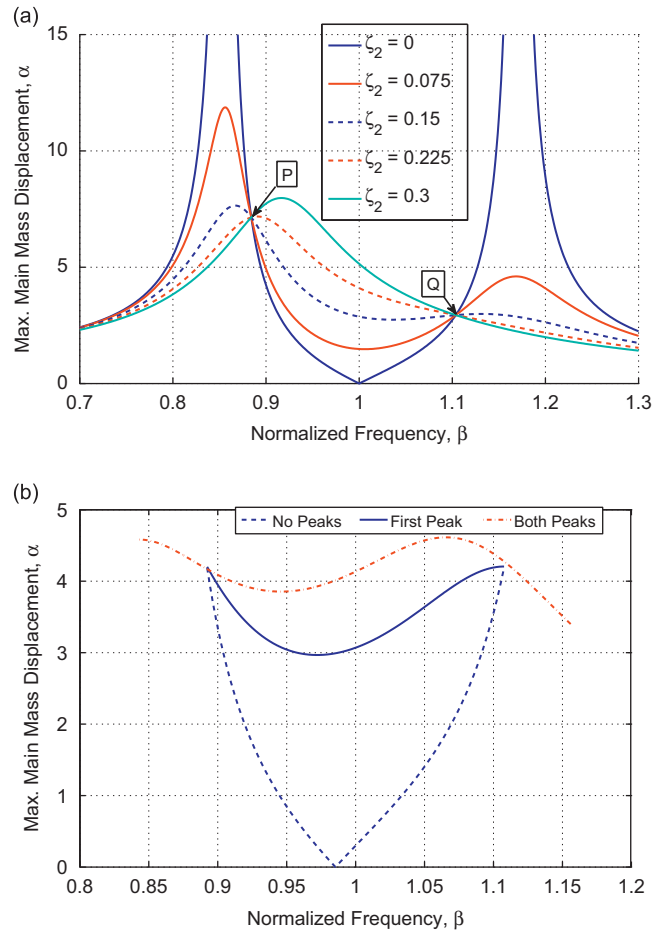 (a)
15
10
5
0
Max. Main Mass Displacement, α
ζ2 = 0
ζ2 = 0.075
ζ2 = 0.15
ζ2 = 0.225
ζ2 = 0.3
P
Q
0.7 0.8 0.9 1 1.1 1.2 1.3
Normalized Frequency, β
(b)
5
4
3
2
1
0
Max. Main Mass Displacement, α
No Peaks First Peak Both Peaks
0.8 0.85 0.9 0.95 1 1.05 1.1 1.15 1.2
Normalized Frequency, β